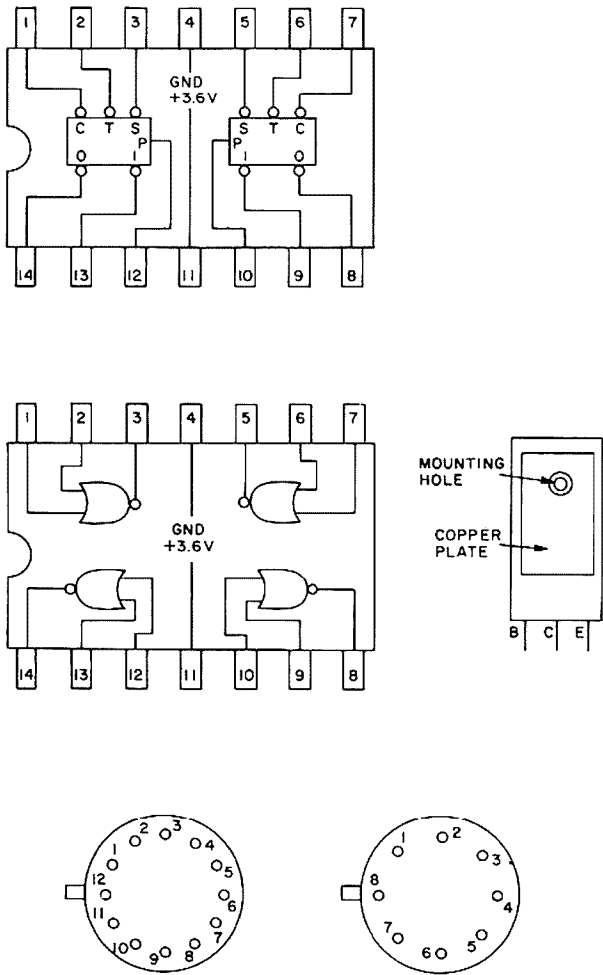 1 2 3 4 5 6 7
GND
+3.6V
C T S
P
0 1
S T C
P
1 0
14 13 12 11 10 9 8
1 2 3 4 5 6 7
GND
+3.6V
14 13 12 11 10 9 8
MOUNTING
HOLE
COPPER
PLATE
B C E
1 2 3 4 5 6 7 8 9 10 11 12
1 2 3 4 5 6 7 8